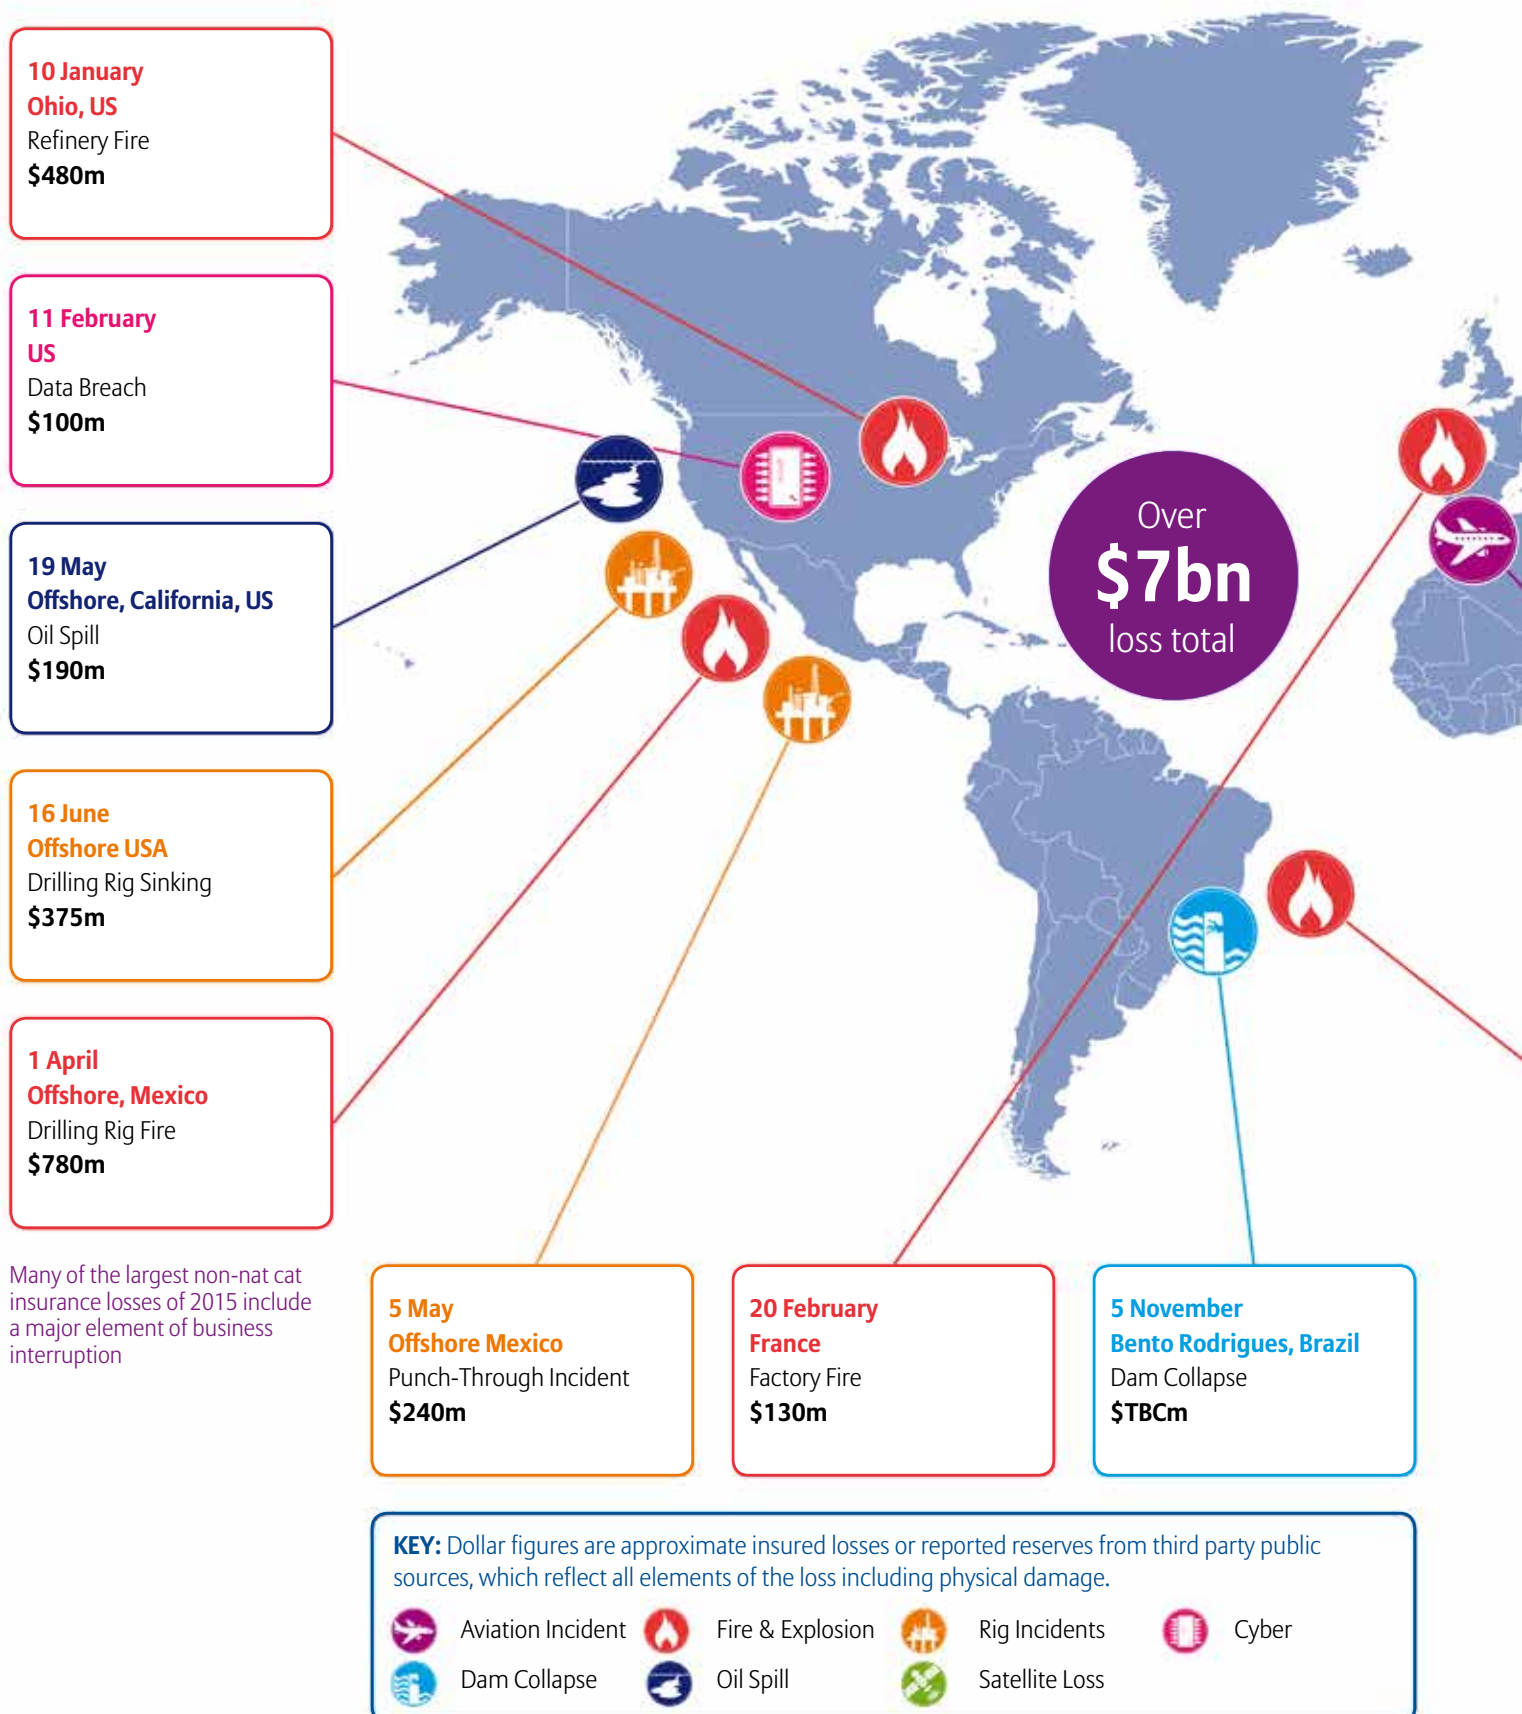 10 January
Ohio, US
Refinery Fire
$480m
11 February
US
Data Breach
$100m
19 May
Offshore, California, US
Oil Spill
$190m
16 June
Offshore USA
Drilling Rig Sinking
$375m
1 April
Offshore, Mexico
Drilling Rig Fire
$780m
Over
$7bn
loss total
Many of the largest non-nat cat
insurance losses of 2015 include
a major element of business
interruption
5 May
Offshore Mexico
Punch-Through Incident
$240m
20 February
France
Factory Fire
$130m
5 November
Bento Rodrigues, Brazil
Dam Collapse
$TBCm
KEY: Dollar figures are approximate insured losses or reported reserves from third party public
sources, which reflect all elements of the loss including physical damage.
Aviation Incident Fire & Explosion Rig Incidents Cyber
Dam Collapse Oil Spill Satellite Loss